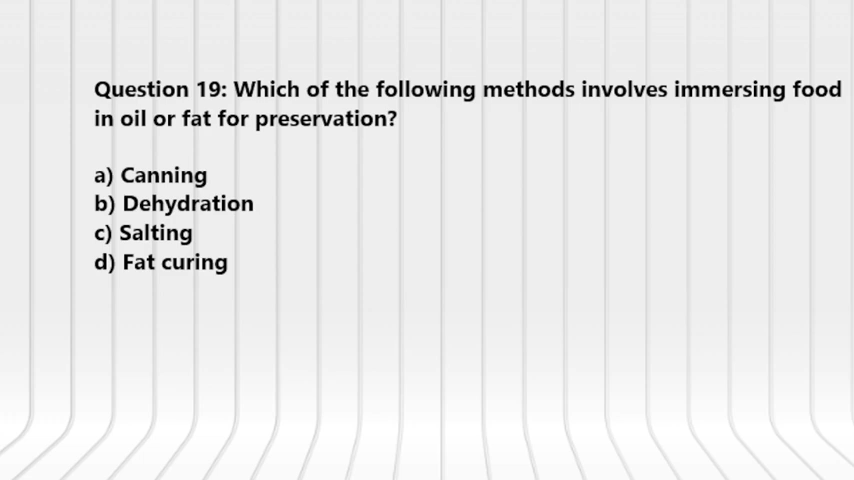 Question 19: Which of the following methods involves immersing food
in oil or fat for preservation?
a) Canning
b) Dehydration
c) Salting
d) Fat curing